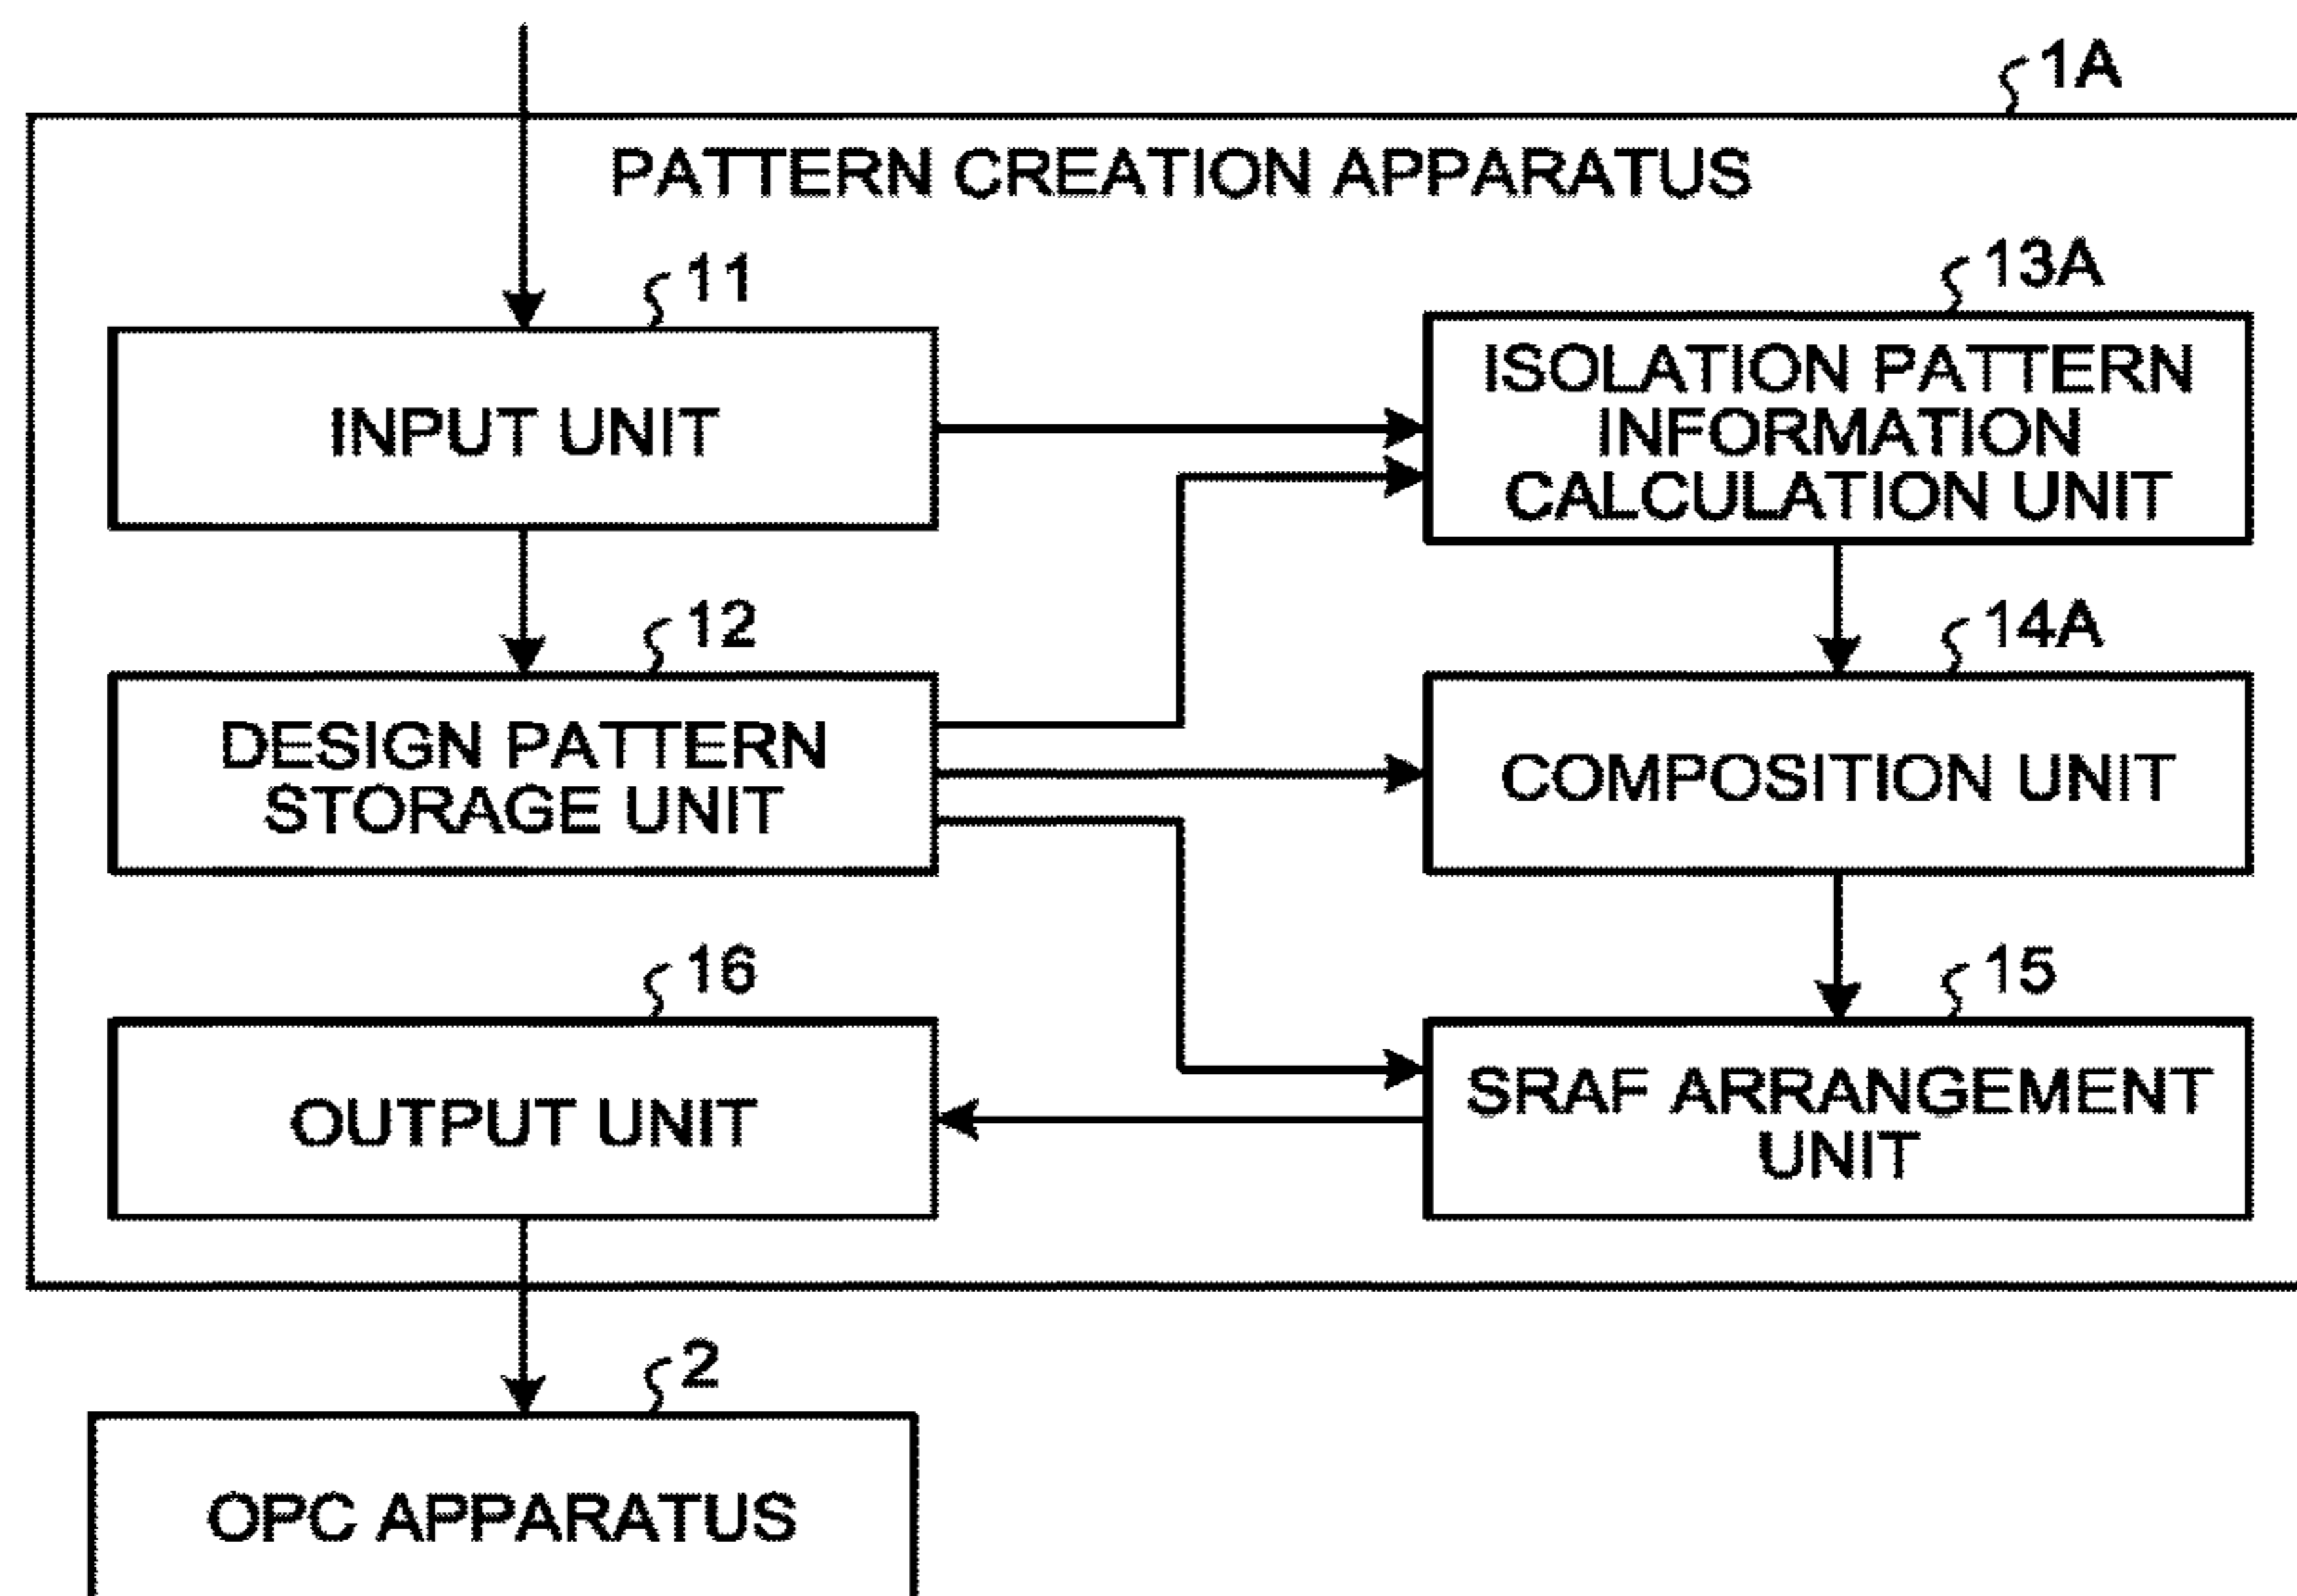 1A
PATTERN CREATION APPARATUS
11
INPUT UNIT
13A
ISOLATION PATTERN
INFORMATION
CALCULATION UNIT
12
DESIGN PATTERN
STORAGE UNIT
14A
COMPOSITION UNIT
16
OUTPUT UNIT
15
SRAF ARRANGEMENT
UNIT
2
OPC APPARATUS